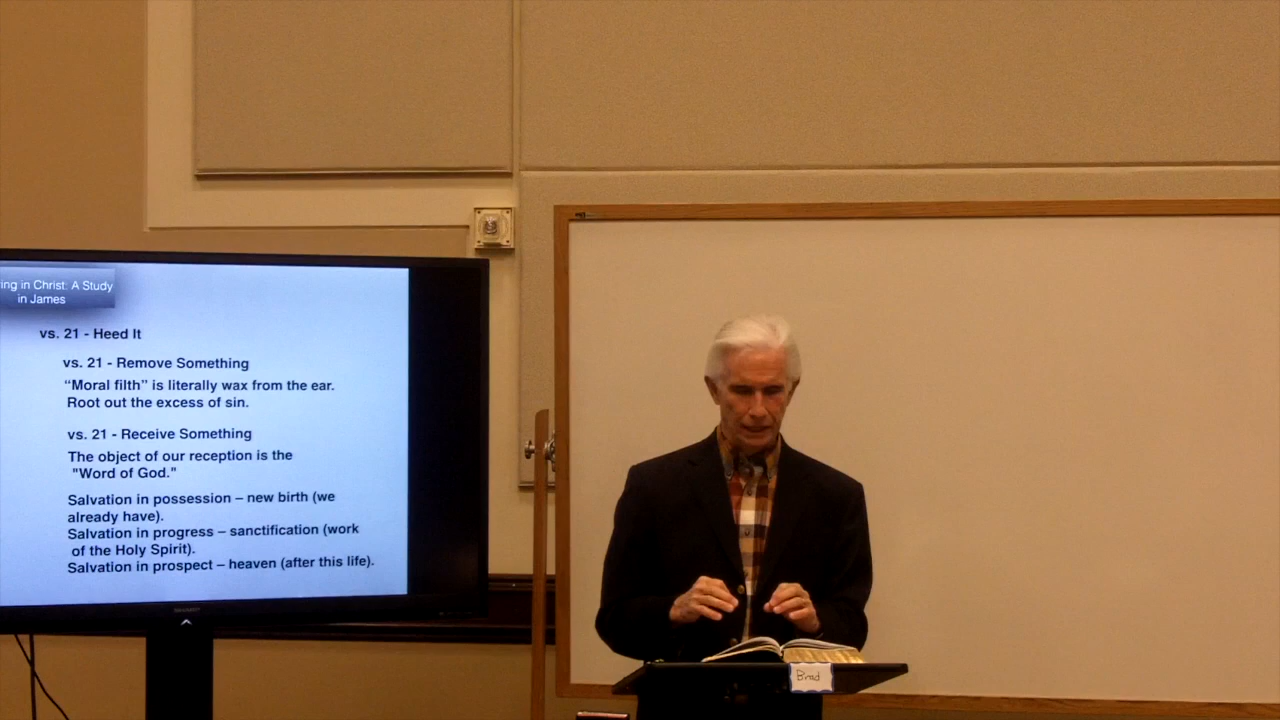 ing in Christ: A Study
in James
vs. 21 - Heed It
vs. 21 - Remove Something
“Moral filth” is literally wax from the ear.
Root out the excess of sin.
vs. 21 - Receive Something
The object of our reception is the
"Word of God."
Salvation in possession – new birth (we
already have).
Salvation in progress – sanctification (work
of the Holy Spirit).
Salvation in prospect – heaven (after this life).
SHARP
Brad